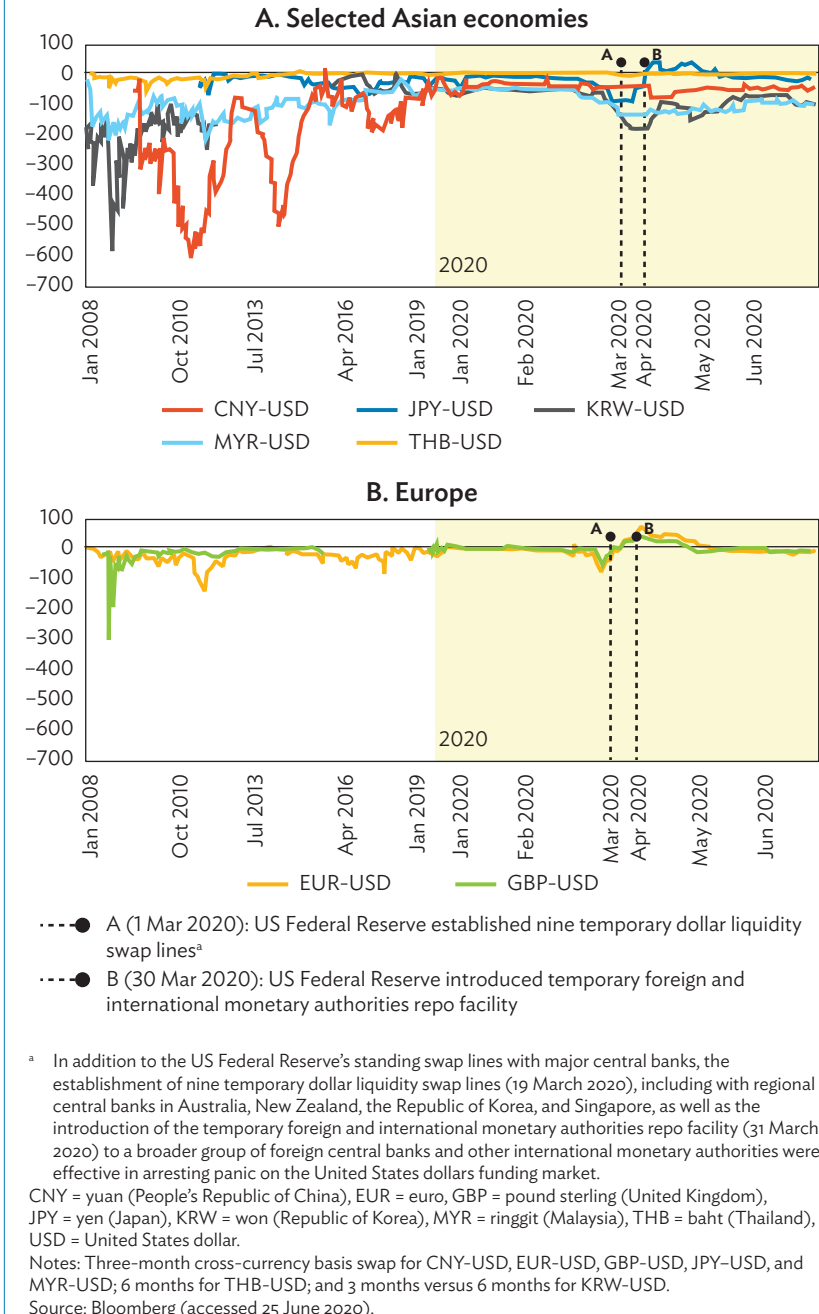 A. Selected Asian economies
100
0
–100
–200
–300
–400
–500
–600
–700
A
B
2020
Jan 2008
Oct 2010
Jul 2013
Apr 2016
Jan 2019
Jan 2020
Feb 2020
Mar 2020
Apr 2020
May 2020
Jun 2020
CNY-USD
JPY-USD
KRW-USD
MYR-USD
THB-USD
B. Europe
100
0
–100
–200
–300
–400
–500
–600
–700
A
B
2020
Jan 2008
Oct 2010
Jul 2013
Apr 2016
Jan 2019
Jan 2020
Feb 2020
Mar 2020
Apr 2020
May 2020
Jun 2020
EUR-USD
GBP-USD
A (1 Mar 2020): US Federal Reserve established nine temporary dollar liquidity
swap linesᵃ
B (30 Mar 2020): US Federal Reserve introduced temporary foreign and
international monetary authorities repo facility
ᵃ In addition to the US Federal Reserve's standing swap lines with major central banks, the
establishment of nine temporary dollar liquidity swap lines (19 March 2020), including with regional
central banks in Australia, New Zealand, the Republic of Korea, and Singapore, as well as the
introduction of the temporary foreign and international monetary authorities repo facility (31 March
2020) to a broader group of foreign central banks and other international monetary authorities were
effective in arresting panic on the United States dollars funding market.
CNY = yuan (People's Republic of China), EUR = euro, GBP = pound sterling (United Kingdom),
JPY = yen (Japan), KRW = won (Republic of Korea), MYR = ringgit (Malaysia), THB = baht (Thailand),
USD = United States dollar.
Notes: Three-month cross-currency basis swap for CNY-USD, EUR-USD, GBP-USD, JPY–USD, and
MYR-USD; 6 months for THB-USD; and 3 months versus 6 months for KRW-USD.
Source: Bloomberg (accessed 25 June 2020).